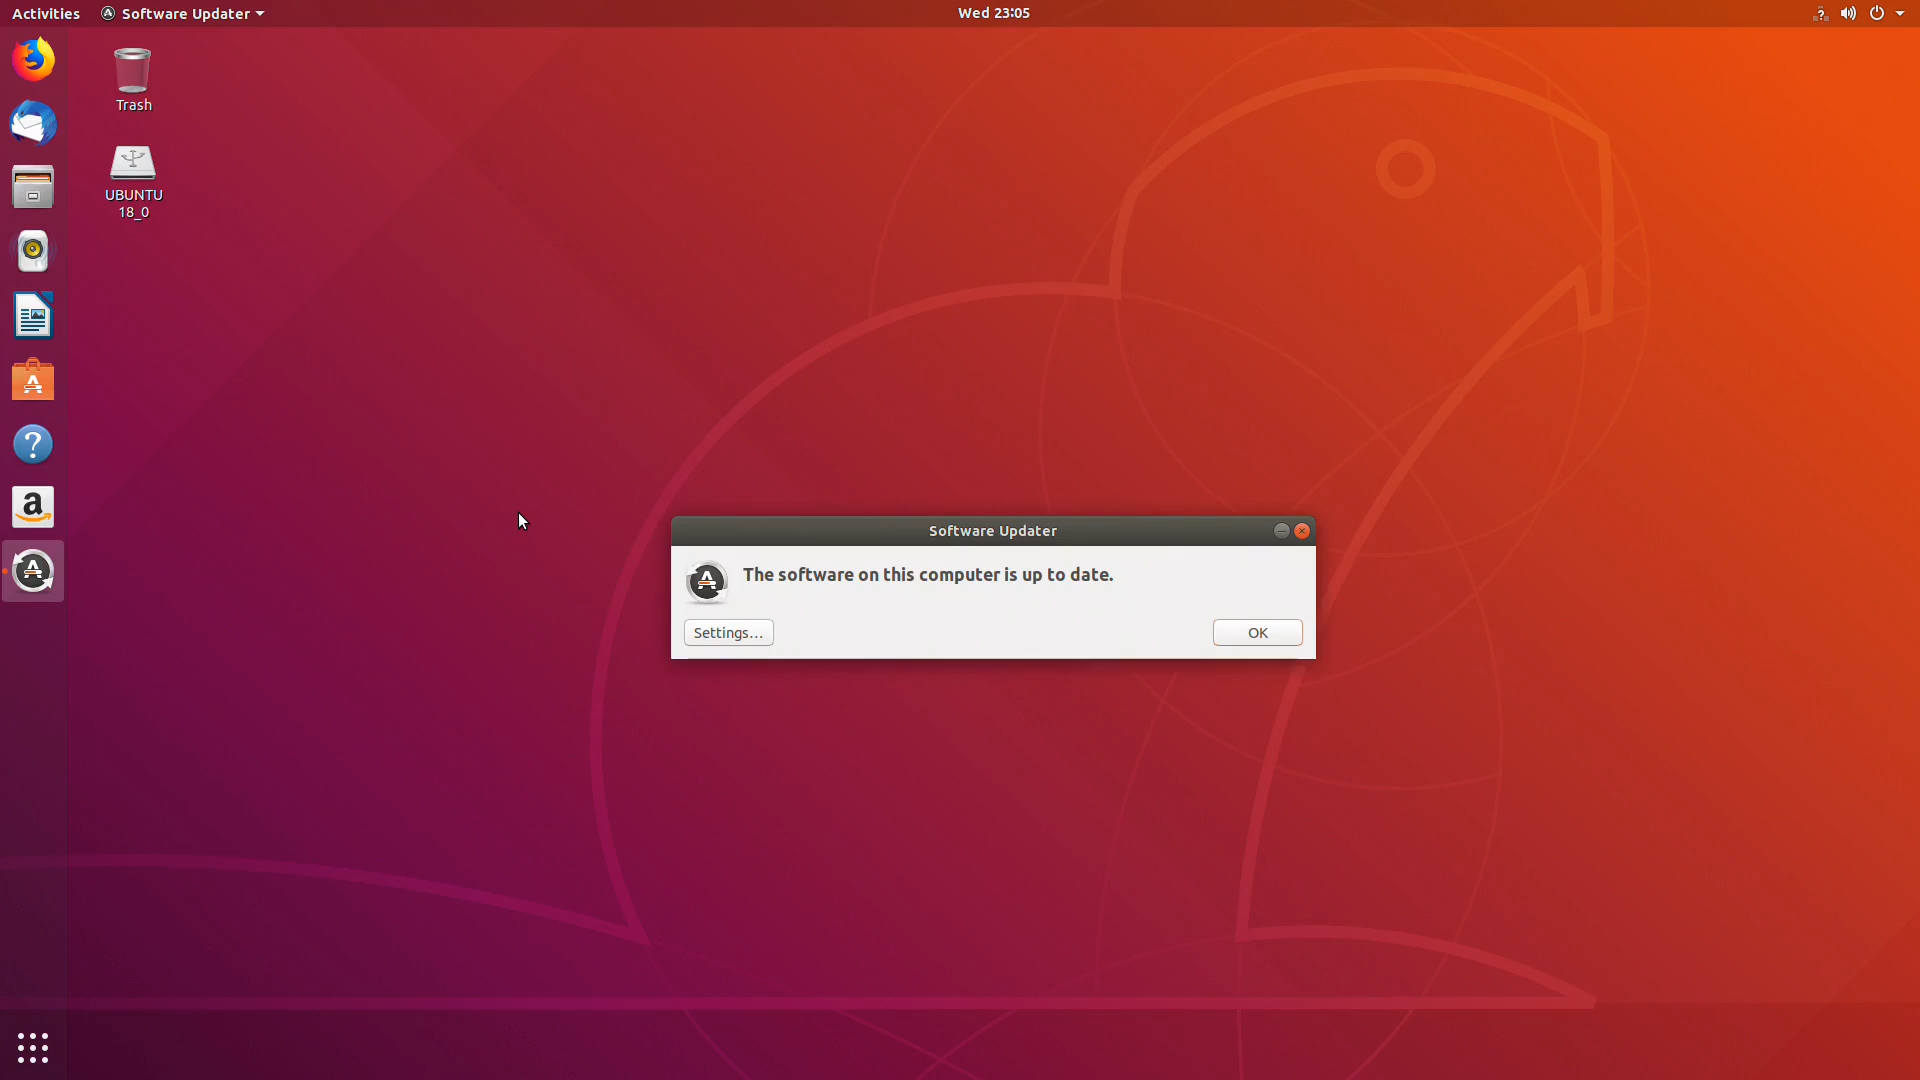 Activities
Software Updater
Wed 23:05
?
Trash
UBUNTU
18_0
?
a
Software Updater
The software on this computer is up to date.
Settings...
OK